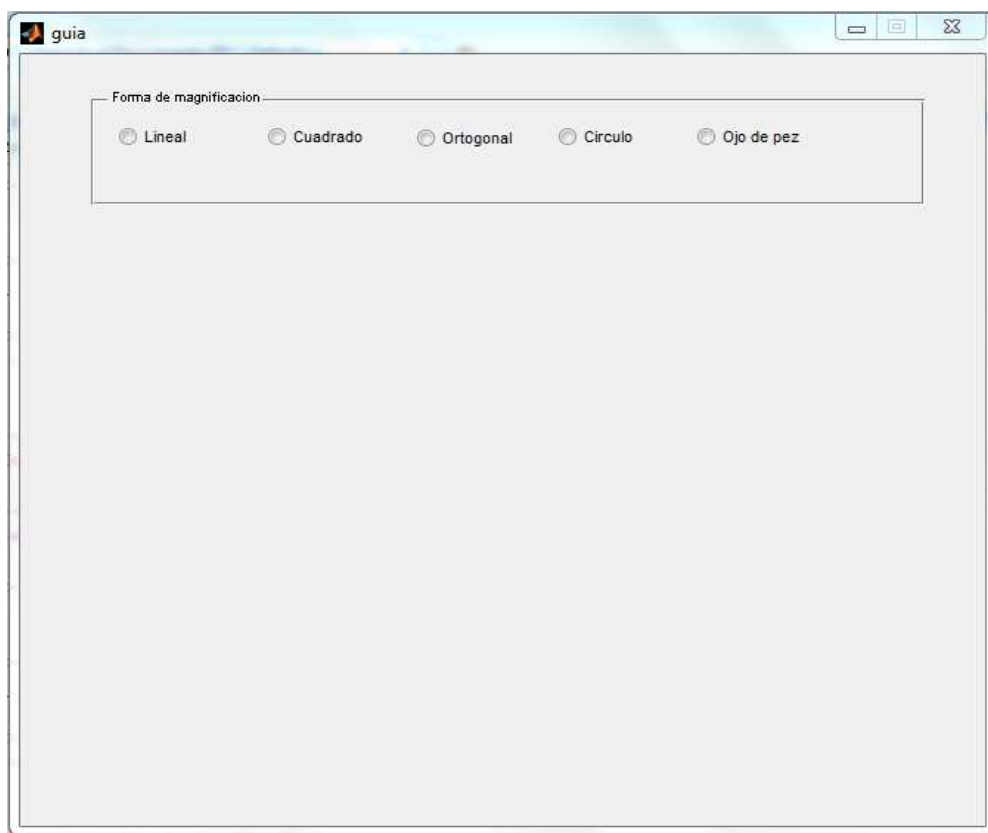 guia
Forma de magnificacion
Lineal Cuadrado Ortogonal Circulo Ojo de pez